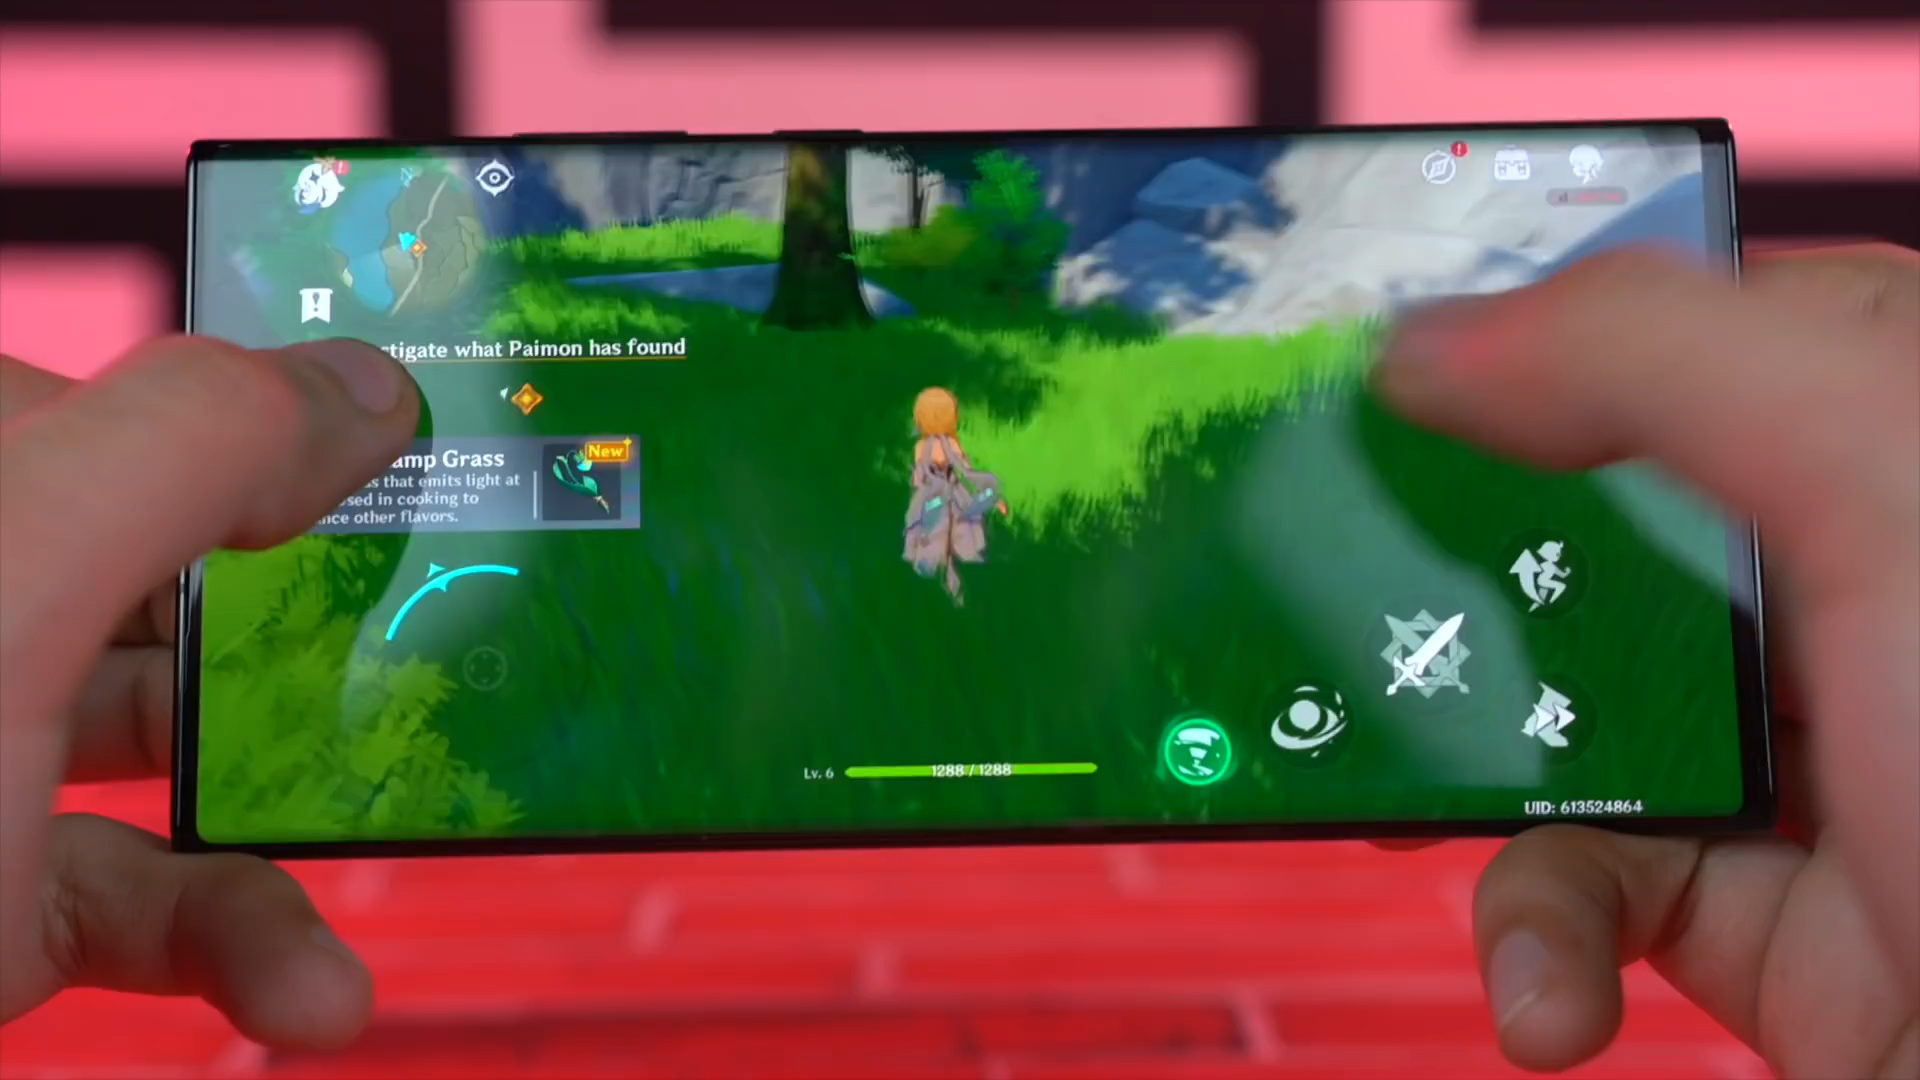 N
stigate what Paimon has found
New
amp Grass
s that emits light at
sed in cooking to
nce other flavors.
Lv. 6
1288 / 1288
UID: 613524864